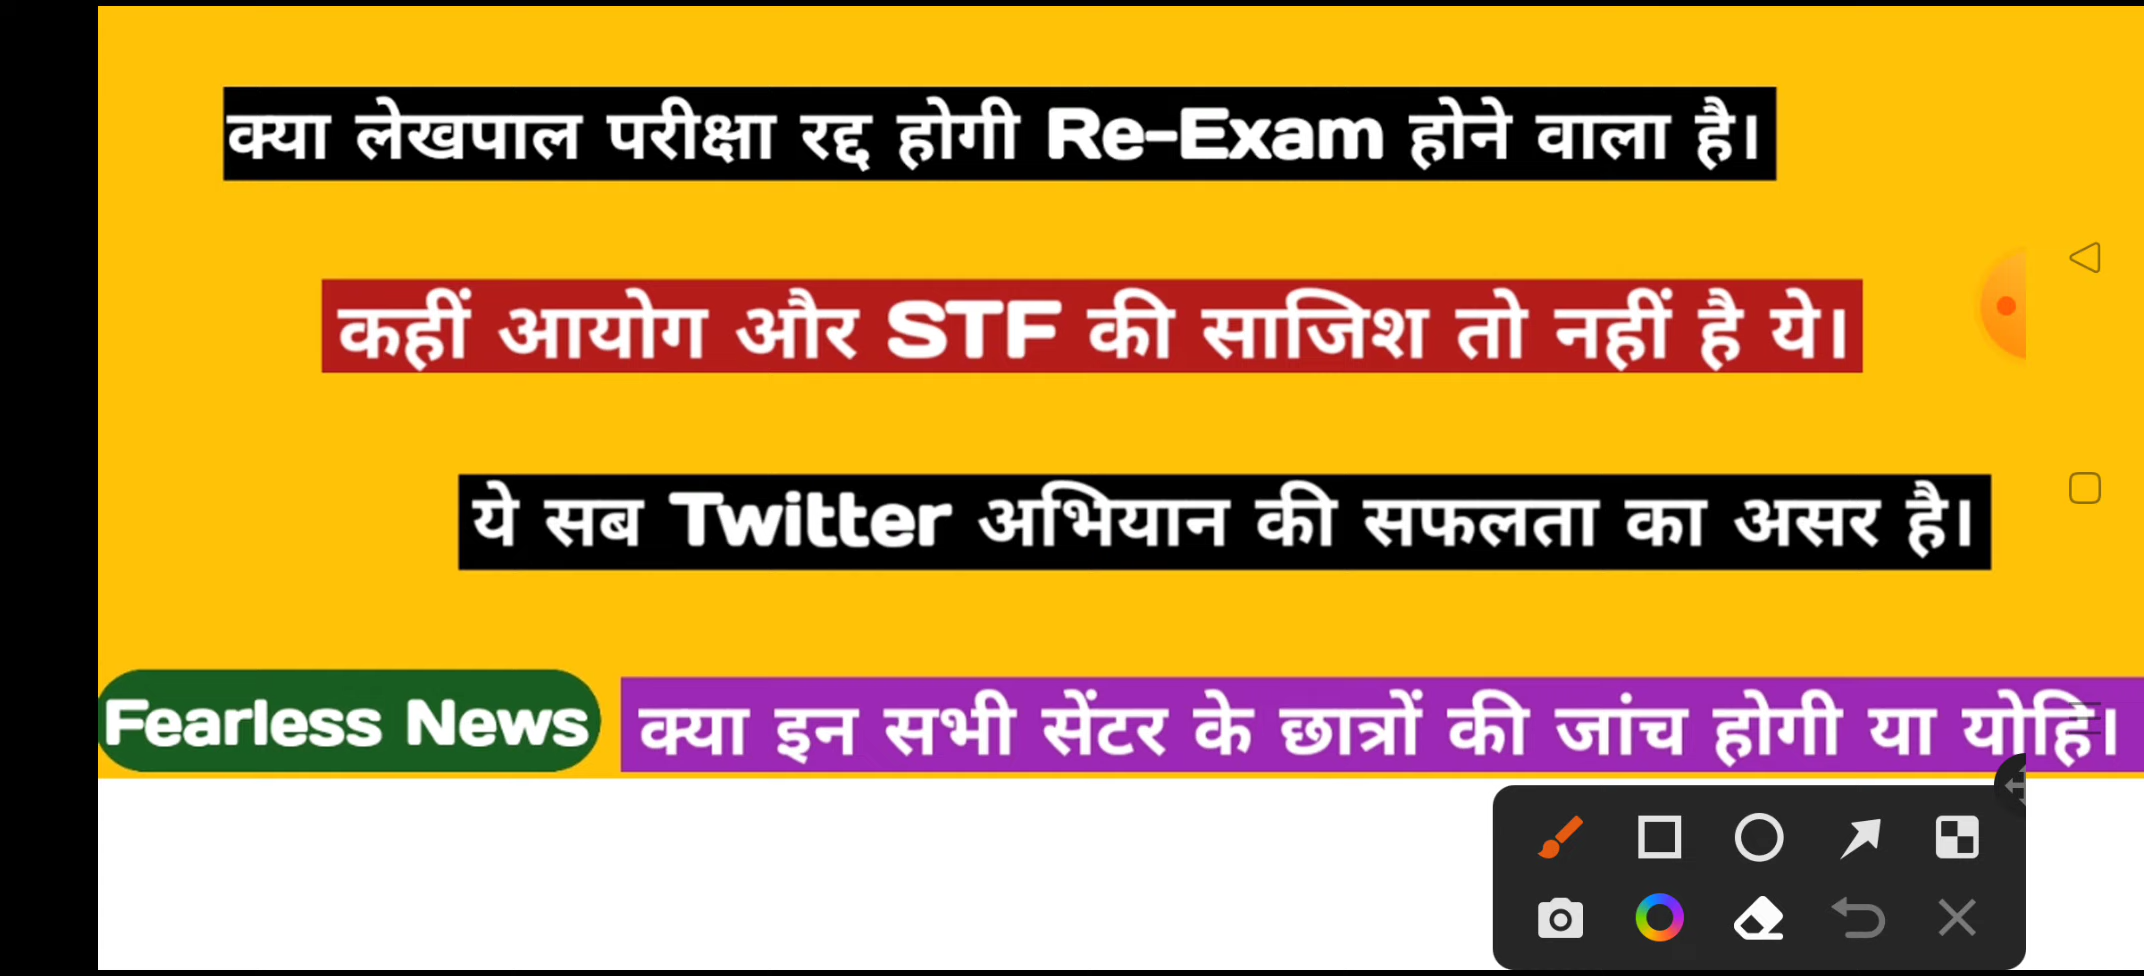 क्या लेखपाल परीक्षा रद्द होगी Re-Exam होने वाला है।
कहीं आयोग और STF की साजिश तो नहीं है ये।
ये सब Twitter अभियान की सफलता का असर है।
Fearless News क्या इन सभी सेंटर के छात्रों की जांच होगी या योहि।